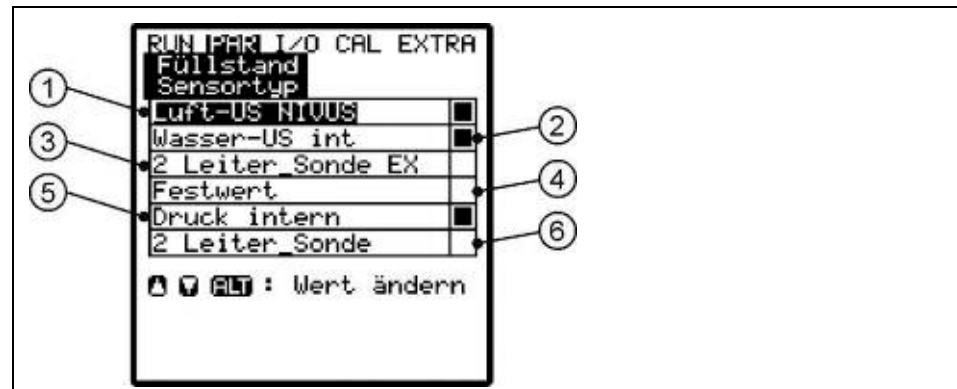 RUN PAR I/O CAL EXTRA
Füllstand
Sensortyp
1
Luft-US NIVUS
Wasser-US int
2
3
2 Leiter_Sonde EX
Festwert
4
5
Druck intern
2 Leiter_Sonde
6
ALT : Wert ändern